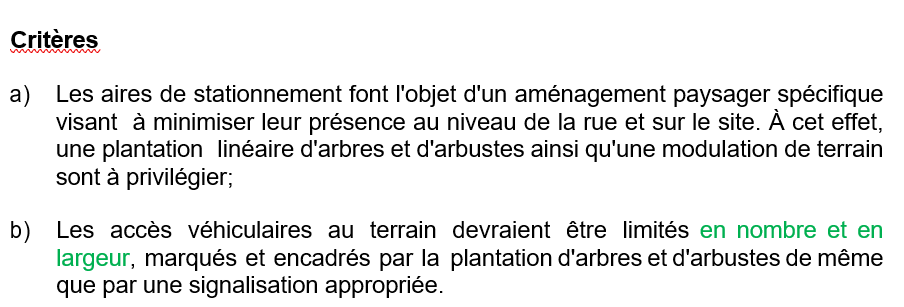 Critères
a) Les aires de stationnement font l'objet d'un aménagement paysager spécifique
visant à minimiser leur présence au niveau de la rue et sur le site. À cet effet,
une plantation linéaire d'arbres et d'arbustes ainsi qu'une modulation de terrain
sont à privilégier;
b) Les accès véhiculaires au terrain devraient être limités en nombre et en
largeur, marqués et encadrés par la plantation d'arbres et d'arbustes de même
que par une signalisation appropriée.